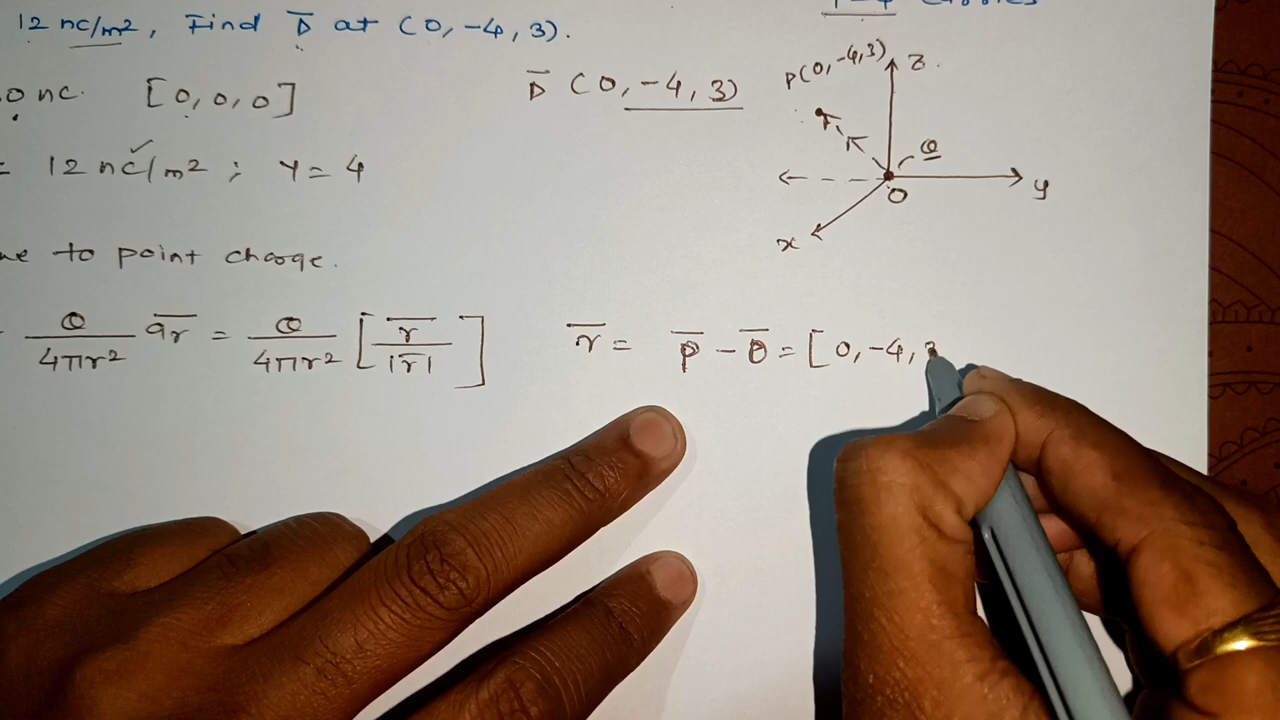 12 nc/m², Find D̅ at (0, -4, 3).
0 nc. [0, 0, 0]
D̅ (0, -4, 3)
P(0, -4, 3)
z
Q
O
y
x
= 12 nc/m² ; Y = 4
to point charge.
Q/4πr² a̅r̅ = Q/4πr² [r̅/|r̅|]
r̅ = P̅ - O̅ = [0, -4, 3